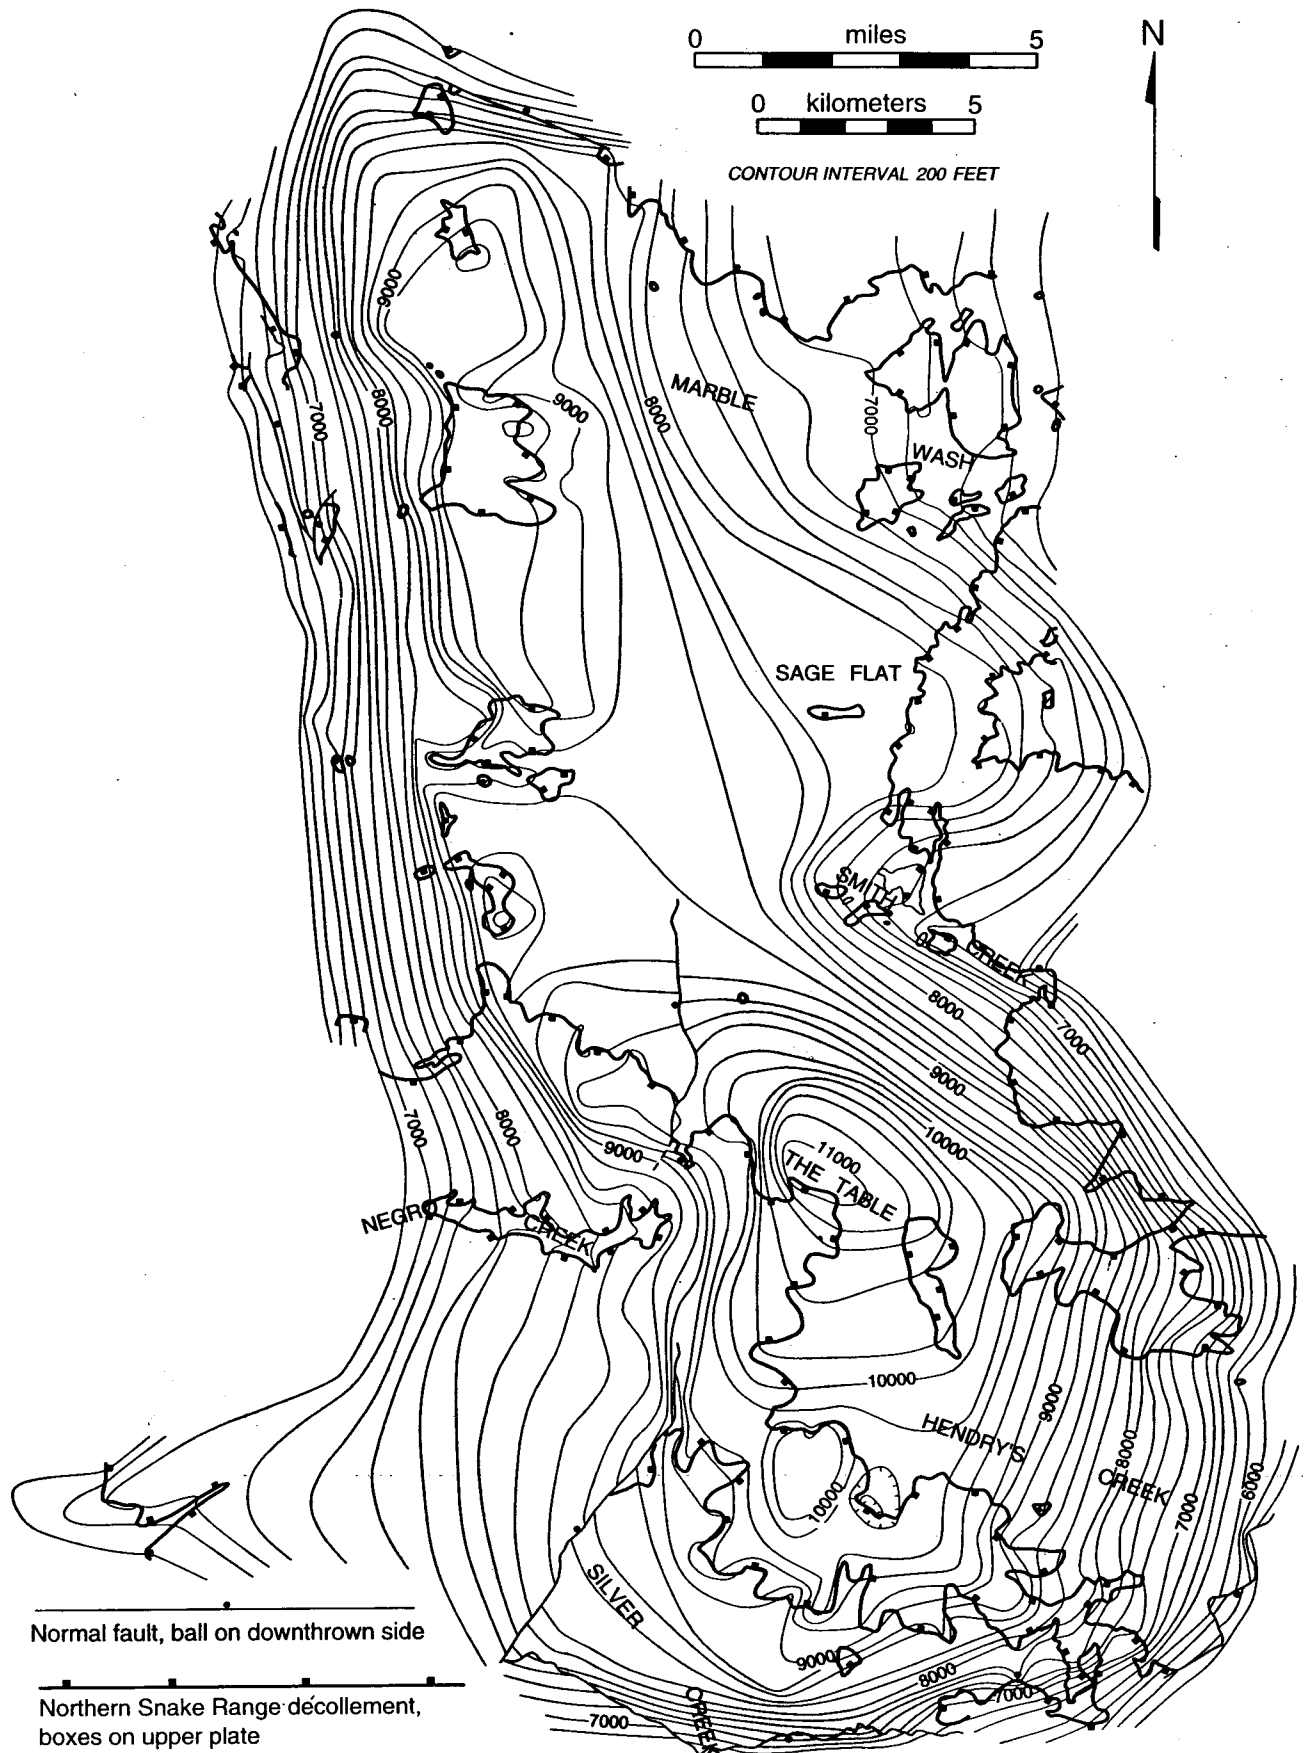 0 miles 5
N
0 kilometers 5
CONTOUR INTERVAL 200 FEET
9000
7000
8000
9000
8000
MARBLE
7000
WASH
SAGE FLAT
SMITH
CREEK
8000
7000
9000
7000
8000
9000
10000
11000
THE TABLE
NEGRO
CREEK
10000
9000
HENDRY'S
8000
CREEK
6000
7000
10000
SILVER
9000
8000
7000
7000
CREEK
Normal fault, ball on downthrown side
Northern Snake Range décollement,
boxes on upper plate